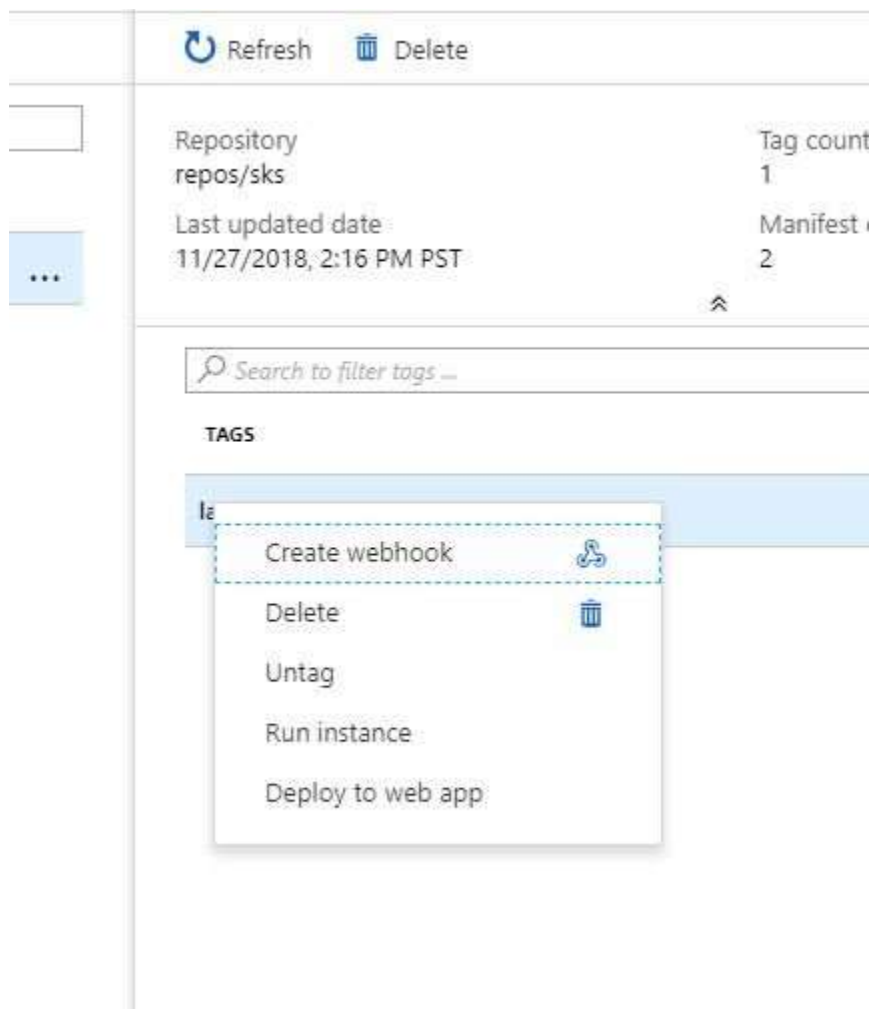 Refresh Delete
Repository Tag count
repos/sks 1
Last updated date Manifest
11/27/2018, 2:16 PM PST 2
Search to filter tags ...
TAGS
Create webhook
Delete
Untag
Run instance
Deploy to web app